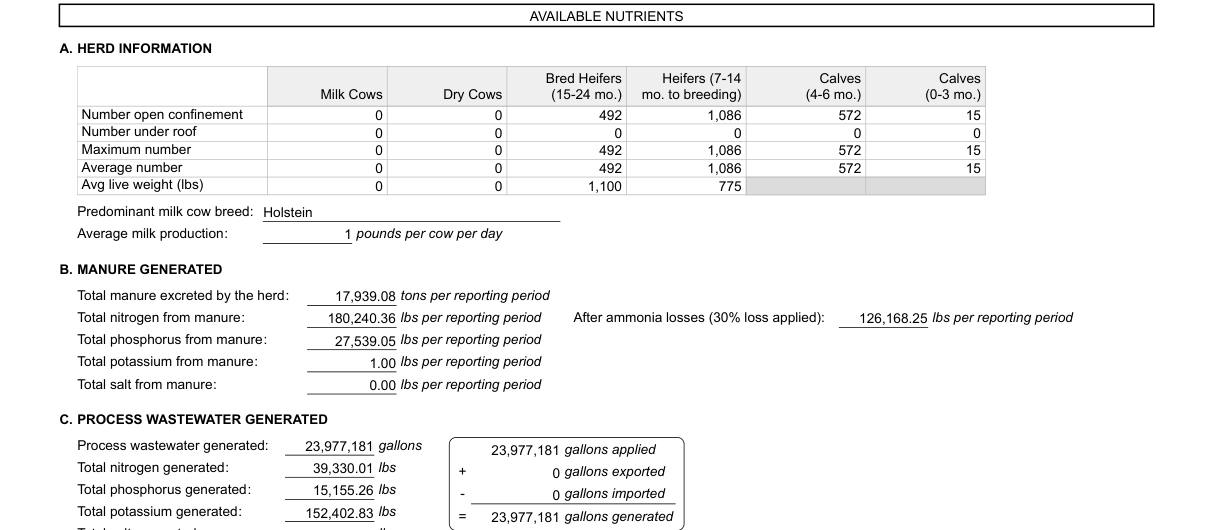 AVAILABLE NUTRIENTS
A. HERD INFORMATION
Milk Cows Dry Cows Bred Heifers (15-24 mo.) Heifers (7-14 mo. to breeding) Calves (4-6 mo.) Calves (0-3 mo.)
Number open confinement 0 0 492 1,086 572 15
Number under roof 0 0 0 0 0 0
Maximum number 0 0 492 1,086 572 15
Average number 0 0 492 1,086 572 15
Avg live weight (lbs) 0 0 1,100 775
Predominant milk cow breed: Holstein
Average milk production: 1 pounds per cow per day
B. MANURE GENERATED
Total manure excreted by the herd: 17,939.08 tons per reporting period
Total nitrogen from manure: 180,240.36 lbs per reporting period After ammonia losses (30% loss applied): 126,168.25 lbs per reporting period
Total phosphorus from manure: 27,539.05 lbs per reporting period
Total potassium from manure: 1.00 lbs per reporting period
Total salt from manure: 0.00 lbs per reporting period
C. PROCESS WASTEWATER GENERATED
Process wastewater generated: 23,977,181 gallons 23,977,181 gallons applied
Total nitrogen generated: 39,330.01 lbs + 0 gallons exported
Total phosphorus generated: 15,155.26 lbs - 0 gallons imported
Total potassium generated: 152,402.83 lbs = 23,977,181 gallons generated